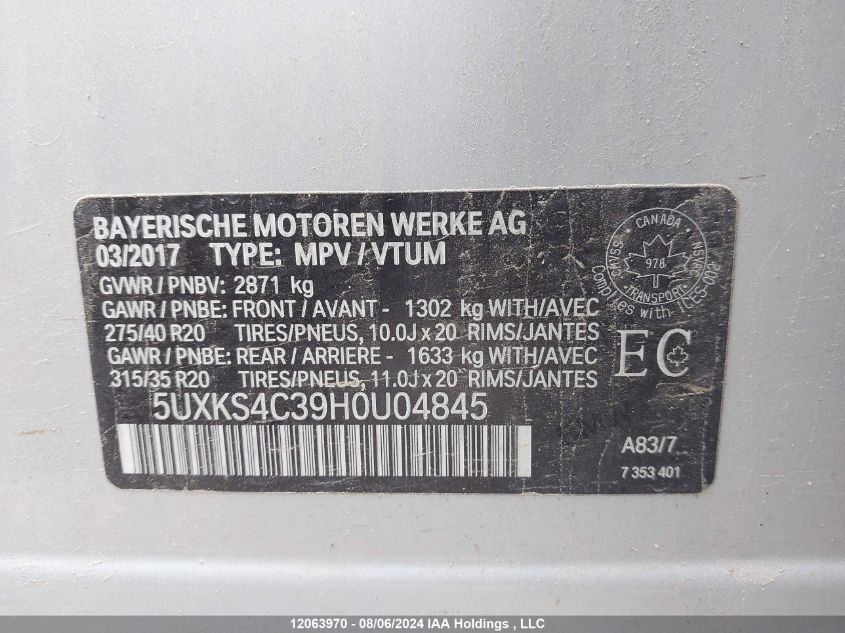 BAYERISCHE MOTOREN WERKE AG
03/2017 TYPE: MPV / VTUM
GVWR / PNBV: 2871 kg
GAWR / PNBE: FRONT / AVANT - 1302 kg WITH/AVEC
275/40 R20 TIRES/PNEUS, 10.0J x 20 RIMS/JANTES
GAWR / PNBE: REAR / ARRIERE - 1633 kg WITH/AVEC
315/35 R20 TIRES/PNEUS, 11.0J x 20 RIMS/JANTES
5UXKS4C39H0U04845
CANADA
978
TRANSPORT
Complies with ICES-002
EC
A83/7
7 353 401
12063970 - 08/06/2024 IAA Holdings , LLC